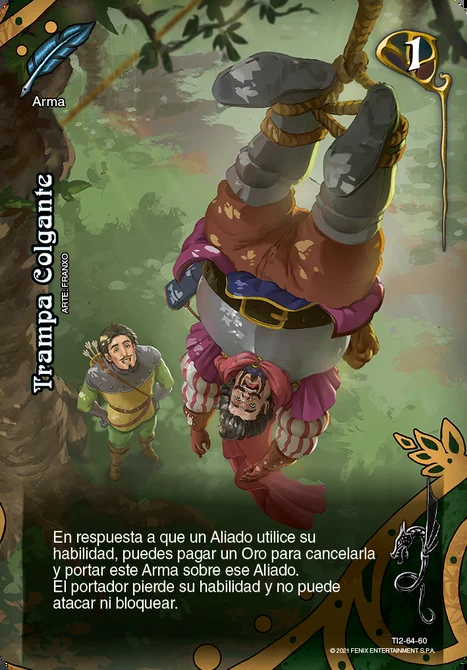 1
Arma
Trampa Colgante
ARTE: FRANXO
En respuesta a que un Aliado utilice su
habilidad, puedes pagar un Oro para cancelarla
y portar este Arma sobre ese Aliado.
El portador pierde su habilidad y no puede
atacar ni bloquear.
TI2-64-60
© 2021 FENIX ENTERTAINMENT S.P.A.